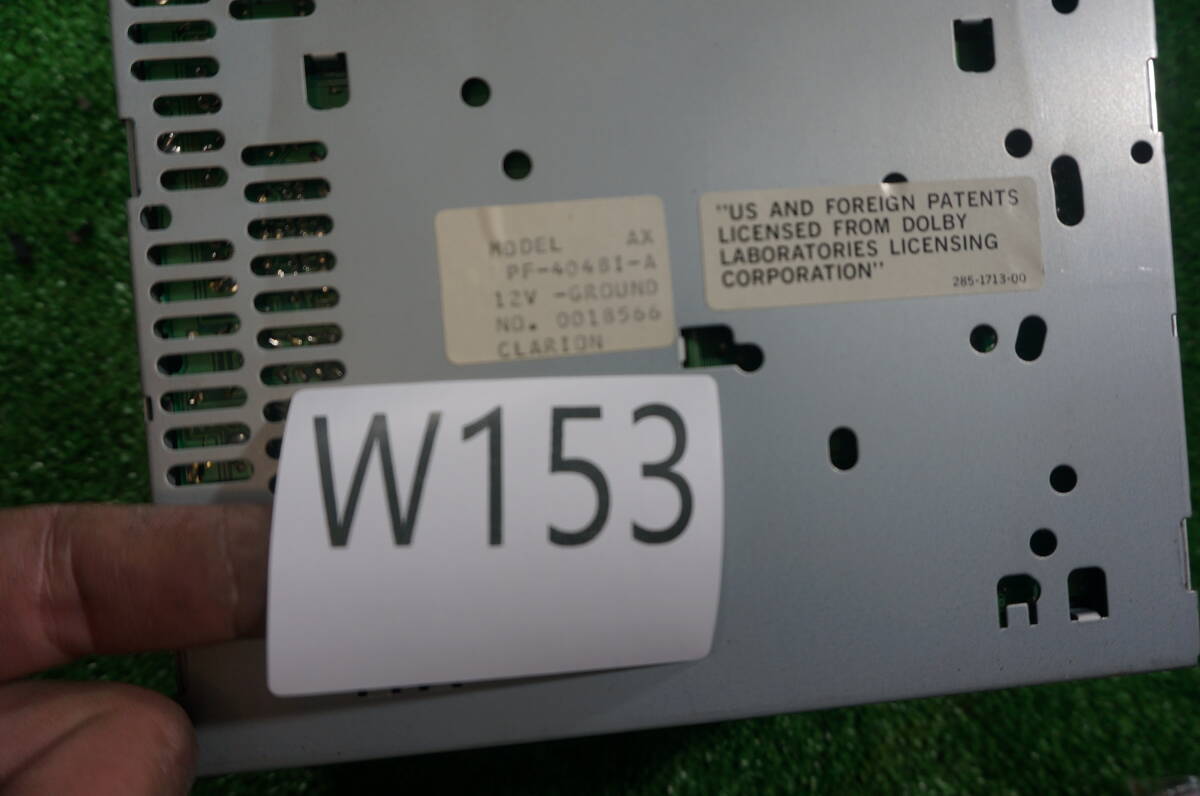 MODEL AX
PF-4048I-A
12V -GROUND
NO. 0018566
CLARION
"US AND FOREIGN PATENTS
LICENSED FROM DOLBY
LABORATORIES LICENSING
CORPORATION"
285-1713-00
W153